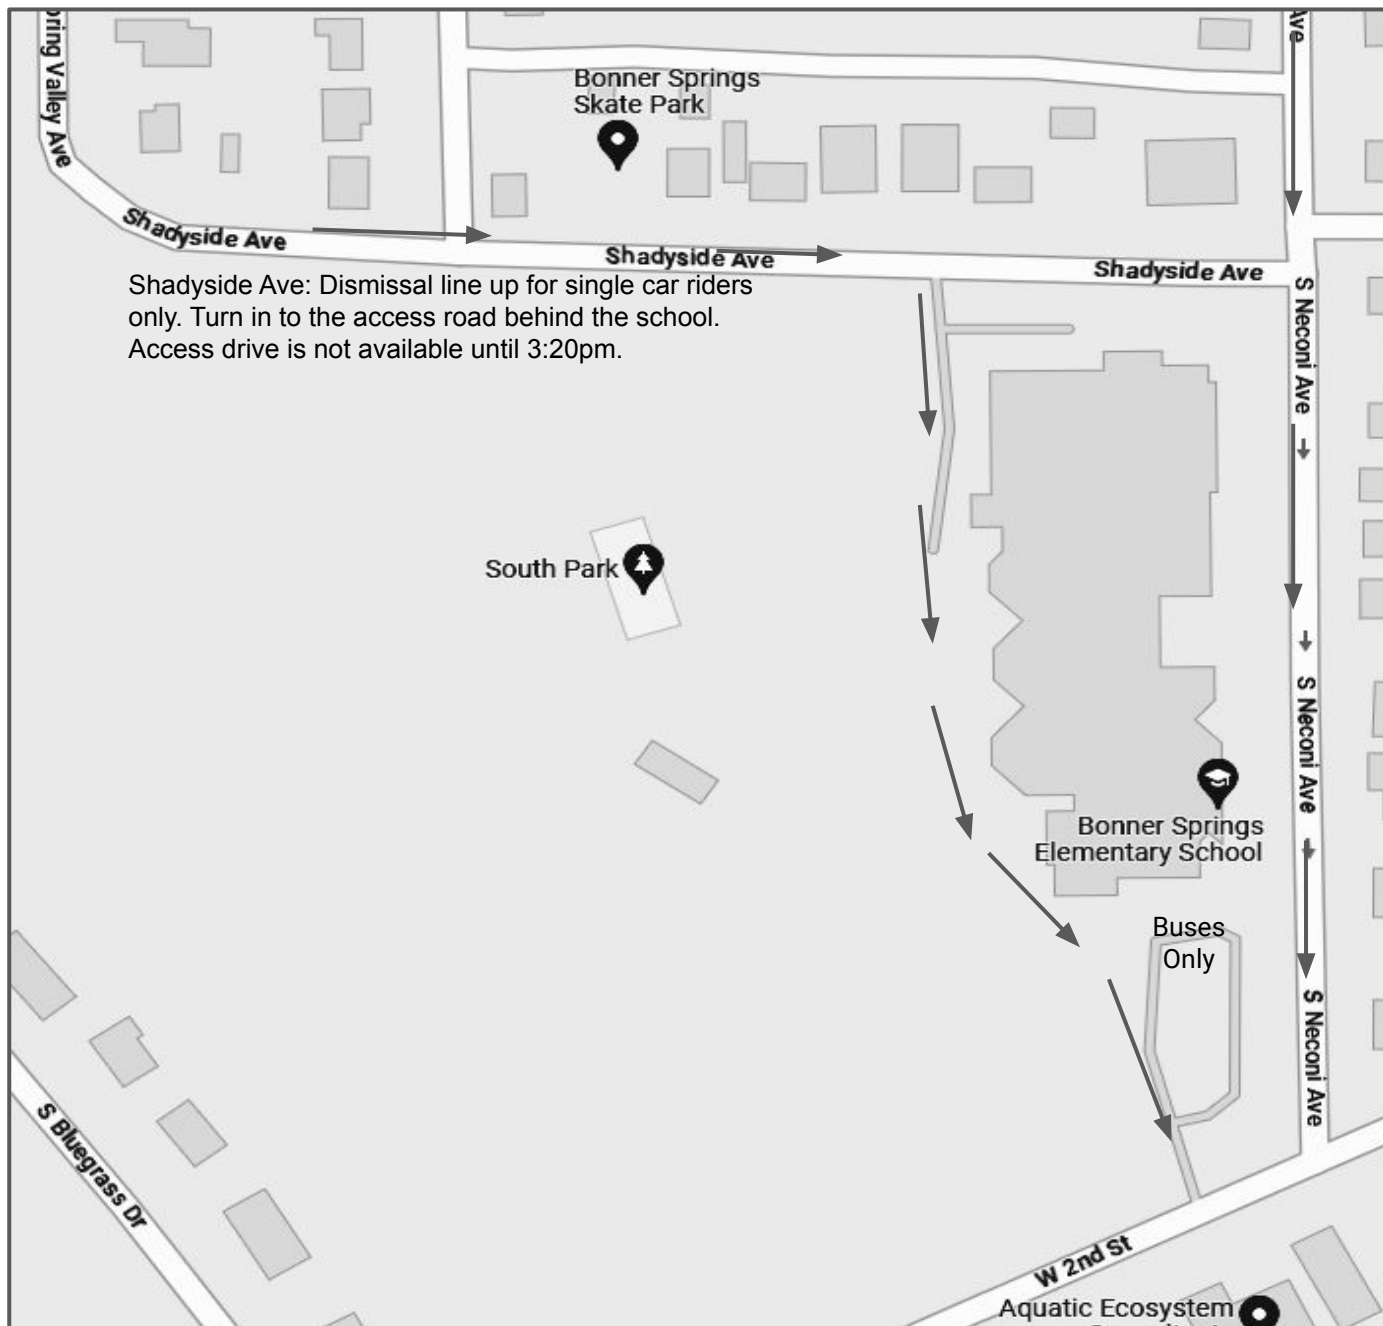 pring Valley Ave
Ave
Bonner Springs
Skate Park
Shadyside Ave
Shadyside Ave
Shadyside Ave
Shadyside Ave: Dismissal line up for single car riders
only. Turn in to the access road behind the school.
Access drive is not available until 3:20pm.
S Neconi Ave
South Park
S Neconi Ave
Bonner Springs
Elementary School
Buses
Only
S Neconi Ave
S Bluegrass Dr
W 2nd St
Aquatic Ecosystem